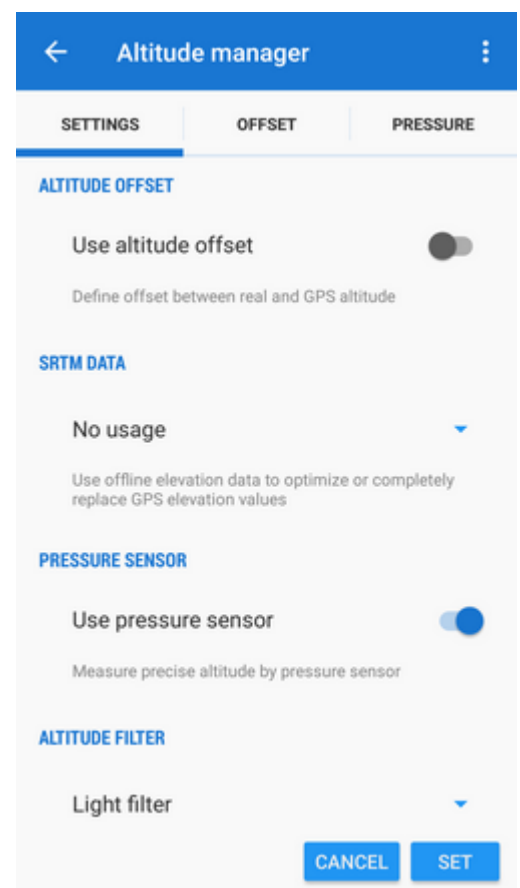 Altitude manager
SETTINGS OFFSET PRESSURE
ALTITUDE OFFSET
Use altitude offset
Define offset between real and GPS altitude
SRTM DATA
No usage
Use offline elevation data to optimize or completely
replace GPS elevation values
PRESSURE SENSOR
Use pressure sensor
Measure precise altitude by pressure sensor
ALTITUDE FILTER
Light filter
CANCEL SET